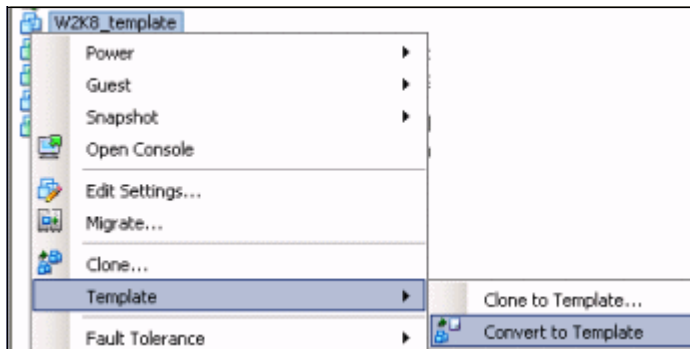 W2K8_template
Power
Guest
Snapshot
Open Console
Edit Settings...
Migrate...
Clone...
Template
Clone to Template...
Convert to Template
Fault Tolerance